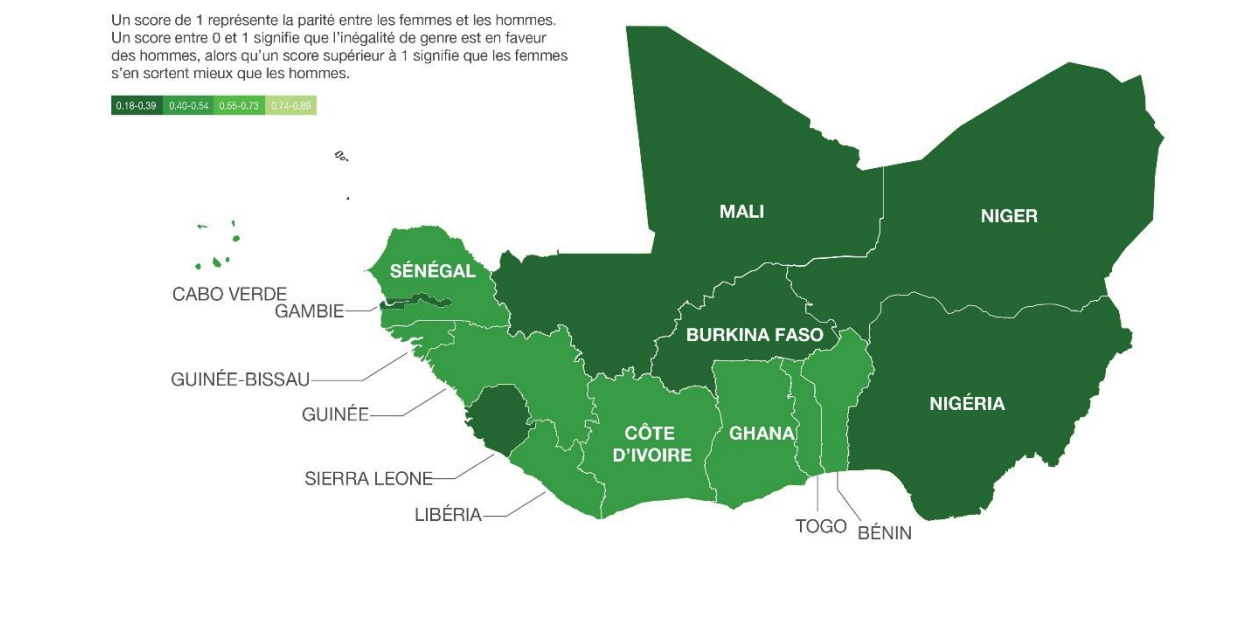 Un score de 1 représente la parité entre les femmes et les hommes.
Un score entre 0 et 1 signifie que l'inégalité de genre est en faveur
des hommes, alors qu'un score supérieur à 1 signifie que les femmes
s'en sortent mieux que les hommes.
0.18-0.39 0.40-0.54 0.55-0.73 0.74-0.89
MALI
NIGER
SÉNÉGAL
CABO VERDE
GAMBIE
BURKINA FASO
GUINÉE-BISSAU
NIGÉRIA
GUINÉE
CÔTE
D'IVOIRE
GHANA
SIERRA LEONE
LIBÉRIA
TOGO
BÉNIN